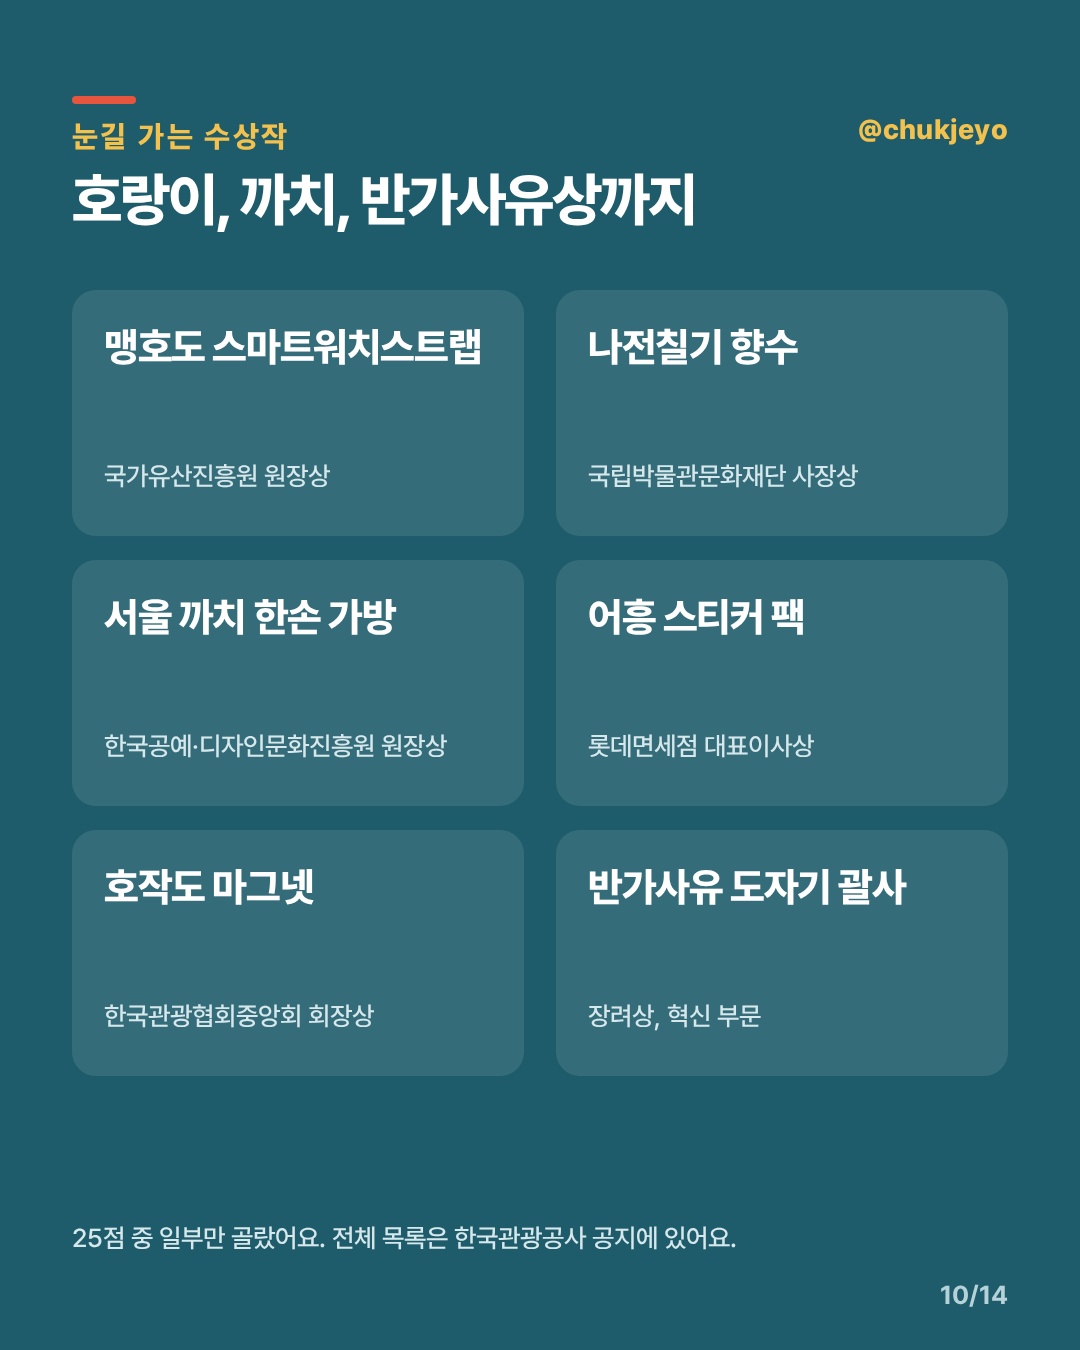 눈길 가는 수상작
@chukjeyo
호랑이, 까치, 반가사유상까지
맹호도 스마트워치스트랩
국가유산진흥원 원장상
나전칠기 향수
국립박물관문화재단 사장상
서울 까치 한손 가방
한국공예·디자인문화진흥원 원장상
어흥 스티커 팩
롯데면세점 대표이사상
호작도 마그넷
한국관광협회중앙회 회장상
반가사유 도자기 괄사
장려상, 혁신 부문
25점 중 일부만 골랐어요. 전체 목록은 한국관광공사 공지에 있어요.
10/14